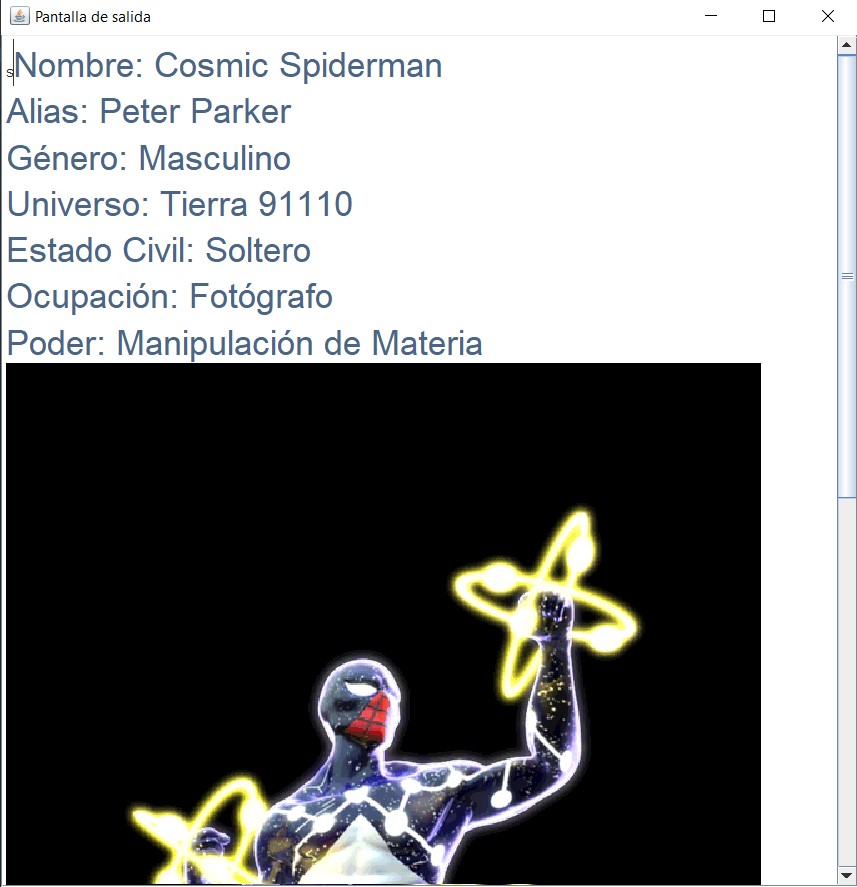 Pantalla de salida
sNombre: Cosmic Spiderman
Alias: Peter Parker
Género: Masculino
Universo: Tierra 91110
Estado Civil: Soltero
Ocupación: Fotógrafo
Poder: Manipulación de Materia